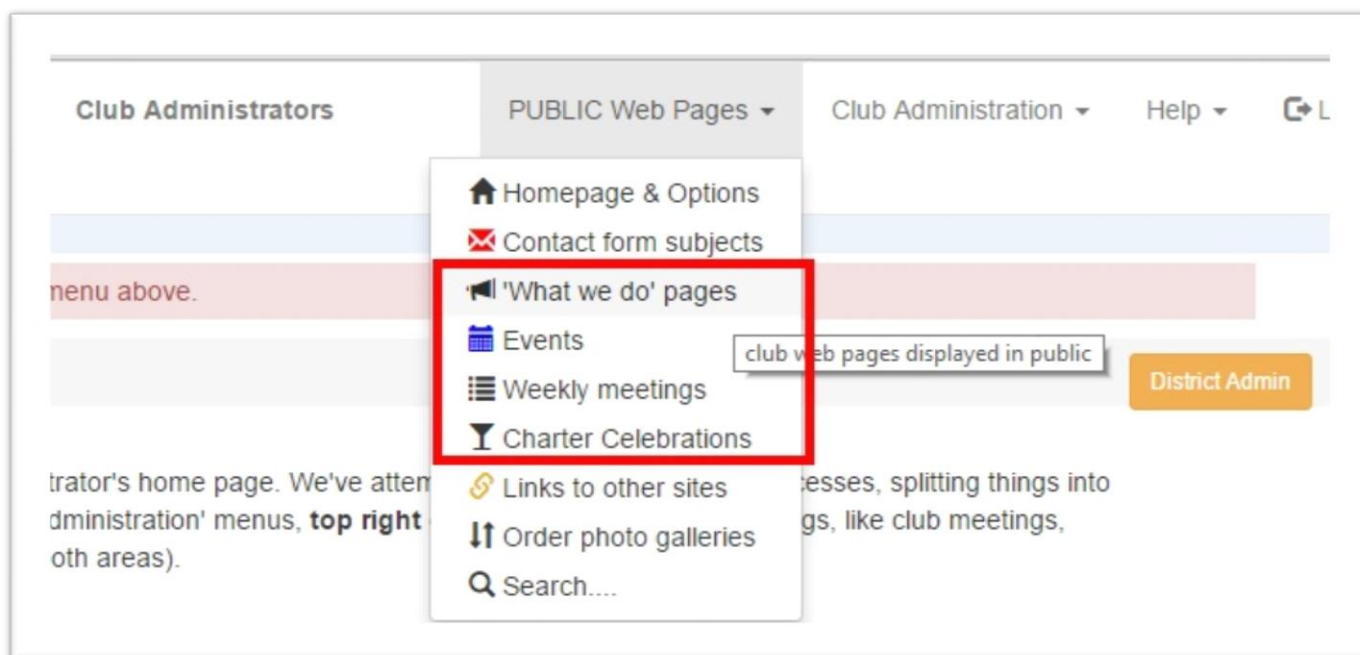 Club Administrators PUBLIC Web Pages Club Administration Help L
Homepage & Options
Contact form subjects
menu above.
'What we do' pages
Events
club web pages displayed in public
District Admin
Weekly meetings
Charter Celebrations
trator's home page. We've attem Links to other sites cesses, splitting things into
dministration' menus, top right Order photo galleries gs, like club meetings,
oth areas).
Search....